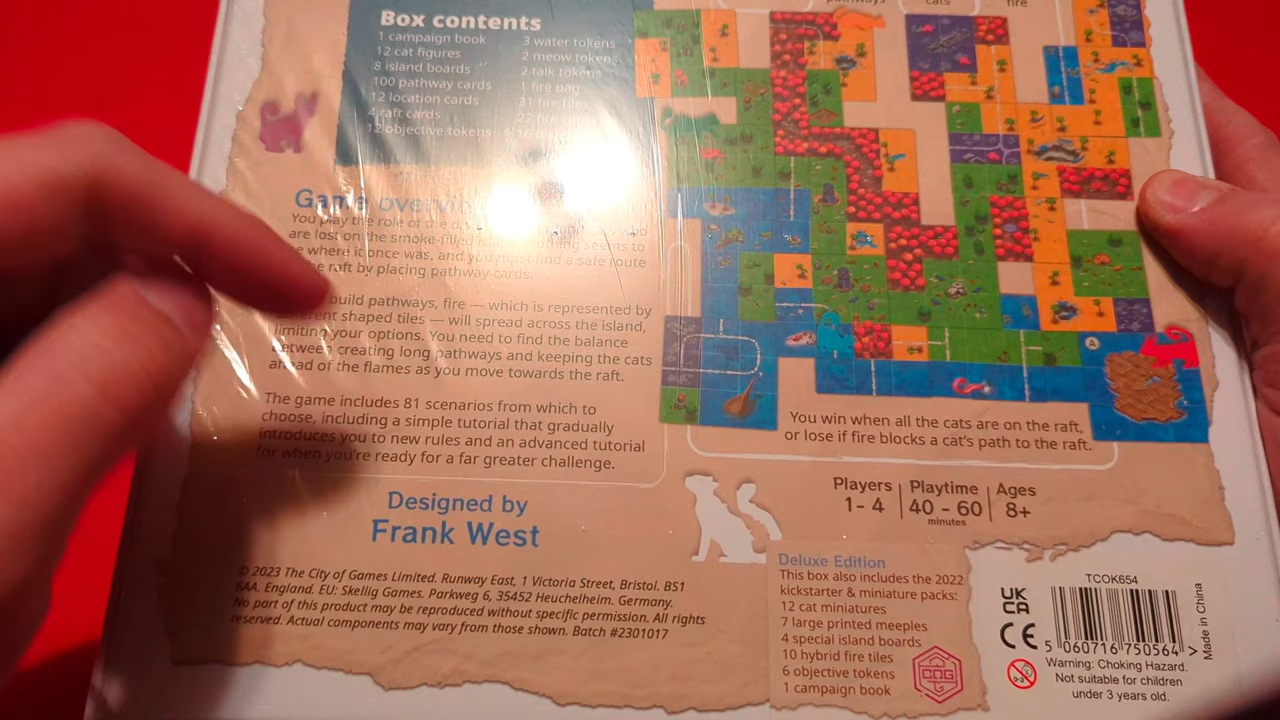 pathways
cats
fire
Box contents
1 campaign book
12 cat figures
8 island boards
100 pathway cards
12 location cards
4 raft cards
12 objective tokens
3 water tokens
2 meow tokens
2 talk tokens
1 fire bag
31 fire tiles
22 fire
Game
You play the role of the
are lost on the smoke-filled seems to
where it once was, and you must find a safe route
raft by placing pathway cards.
build pathways, fire — which is represented by
shaped tiles — will spread across the island,
limiting your options. You need to find the balance
between creating long pathways and keeping the cats
ahead of the flames as you move towards the raft.
The game includes 81 scenarios from which to
choose, including a simple tutorial that gradually
introduces you to new rules and an advanced tutorial
for when you're ready for a far greater challenge.
A
You win when all the cats are on the raft,
or lose if fire blocks a cat's path to the raft.
Designed by
Frank West
Players
1- 4
Playtime
40 - 60
minutes
Ages
8+
© 2023 The City of Games Limited. Runway East, 1 Victoria Street, Bristol. BS1
6AA. England. EU: Skellig Games. Parkweg 6, 35452 Heuchelheim. Germany.
No part of this product may be reproduced without specific permission. All rights
reserved. Actual components may vary from those shown. Batch #2301017
Deluxe Edition
This box also includes the 2022
kickstarter & miniature packs:
12 cat miniatures
7 large printed meeples
4 special island boards
10 hybrid fire tiles
6 objective tokens
1 campaign book
COG
UK
CA
CE
TCOK654
5 060716 750564 >
Made in China
Warning: Choking Hazard.
Not suitable for children
under 3 years old.